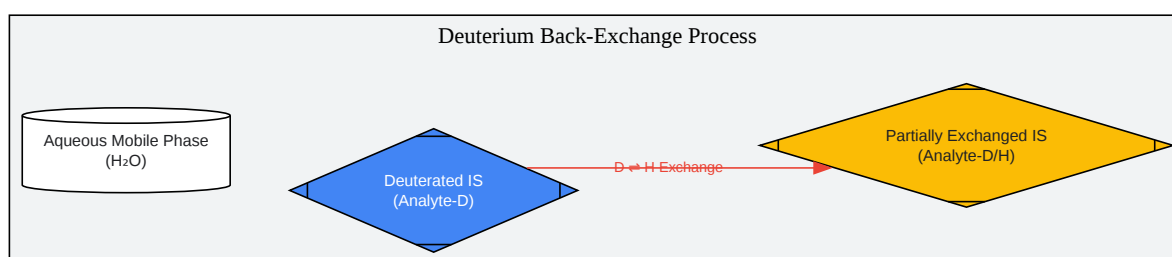 Deuterium Back-Exchange Process
Aqueous Mobile Phase
(H₂O)
Deuterated IS
(Analyte-D)
D ⇌ H Exchange
Partially Exchanged IS
(Analyte-D/H)